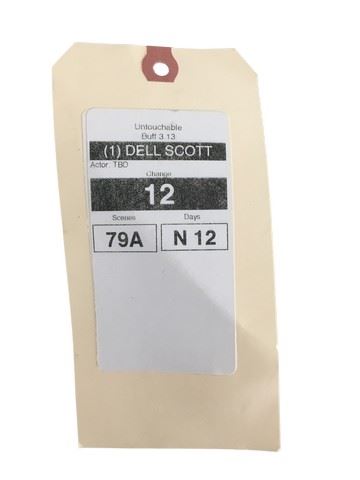 Untouchable
Buff 3.13
(1) DELL SCOTT
Actor: TBD
Change
12
Scenes Days
79A N 12